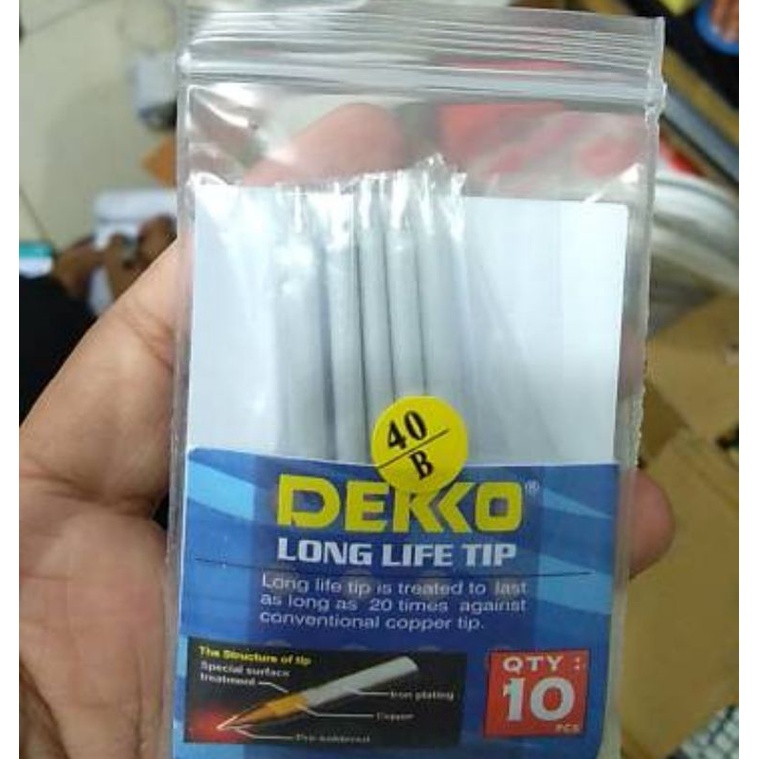 40
B
DEKKO®
LONG LIFE TIP
Long life tip is treated to last
as long as 20 times against
conventional copper tip.
The Structure of tip
Special surface
treatment
Iron plating
Copper
Pre-soldered
QTY :
10
PCS